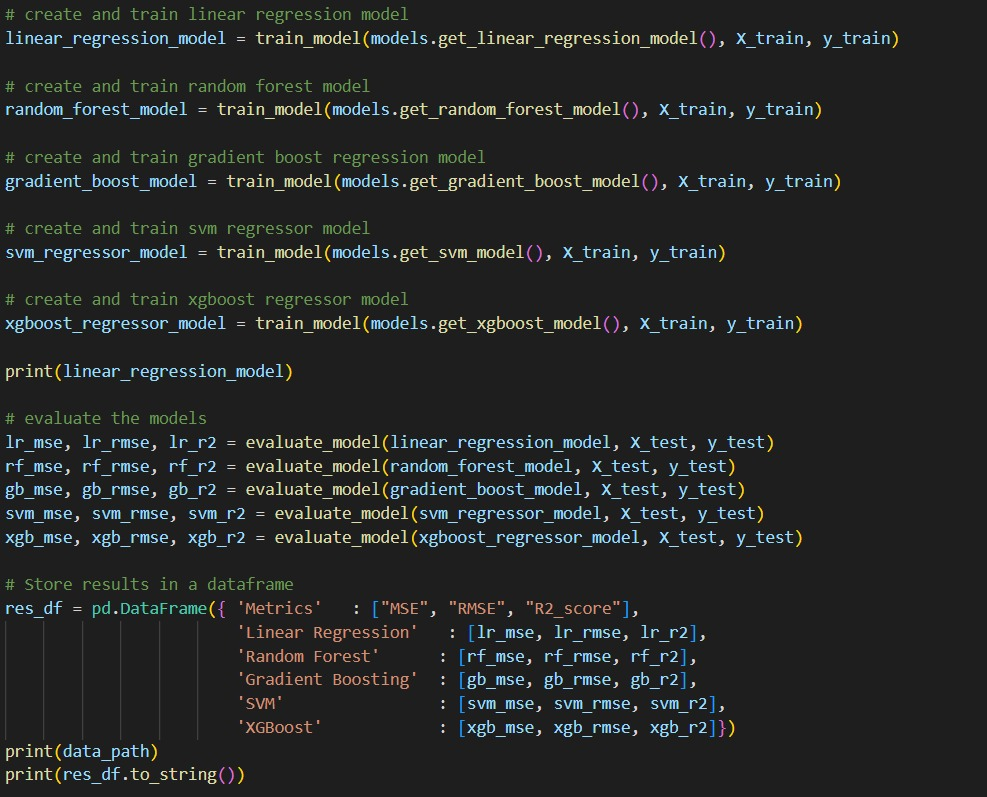 # create and train linear regression model
linear_regression_model = train_model(models.get_linear_regression_model(), X_train, y_train)
# create and train random forest model
random_forest_model = train_model(models.get_random_forest_model(), X_train, y_train)
# create and train gradient boost regression model
gradient_boost_model = train_model(models.get_gradient_boost_model(), X_train, y_train)
# create and train svm regressor model
svm_regressor_model = train_model(models.get_svm_model(), X_train, y_train)
# create and train xgboost regressor model
xgboost_regressor_model = train_model(models.get_xgboost_model(), X_train, y_train)
print(linear_regression_model)
# evaluate the models
lr_mse, lr_rmse, lr_r2 = evaluate_model(linear_regression_model, X_test, y_test)
rf_mse, rf_rmse, rf_r2 = evaluate_model(random_forest_model, X_test, y_test)
gb_mse, gb_rmse, gb_r2 = evaluate_model(gradient_boost_model, X_test, y_test)
svm_mse, svm_rmse, svm_r2 = evaluate_model(svm_regressor_model, X_test, y_test)
xgb_mse, xgb_rmse, xgb_r2 = evaluate_model(xgboost_regressor_model, X_test, y_test)
# Store results in a dataframe
res_df = pd.DataFrame({ 'Metrics'   : ["MSE", "RMSE", "R2_score"],
                        'Linear Regression'   : [lr_mse, lr_rmse, lr_r2],
                        'Random Forest'      : [rf_mse, rf_rmse, rf_r2],
                        'Gradient Boosting'  : [gb_mse, gb_rmse, gb_r2],
                        'SVM'                : [svm_mse, svm_rmse, svm_r2],
                        'XGBoost'            : [xgb_mse, xgb_rmse, xgb_r2]})
print(data_path)
print(res_df.to_string())